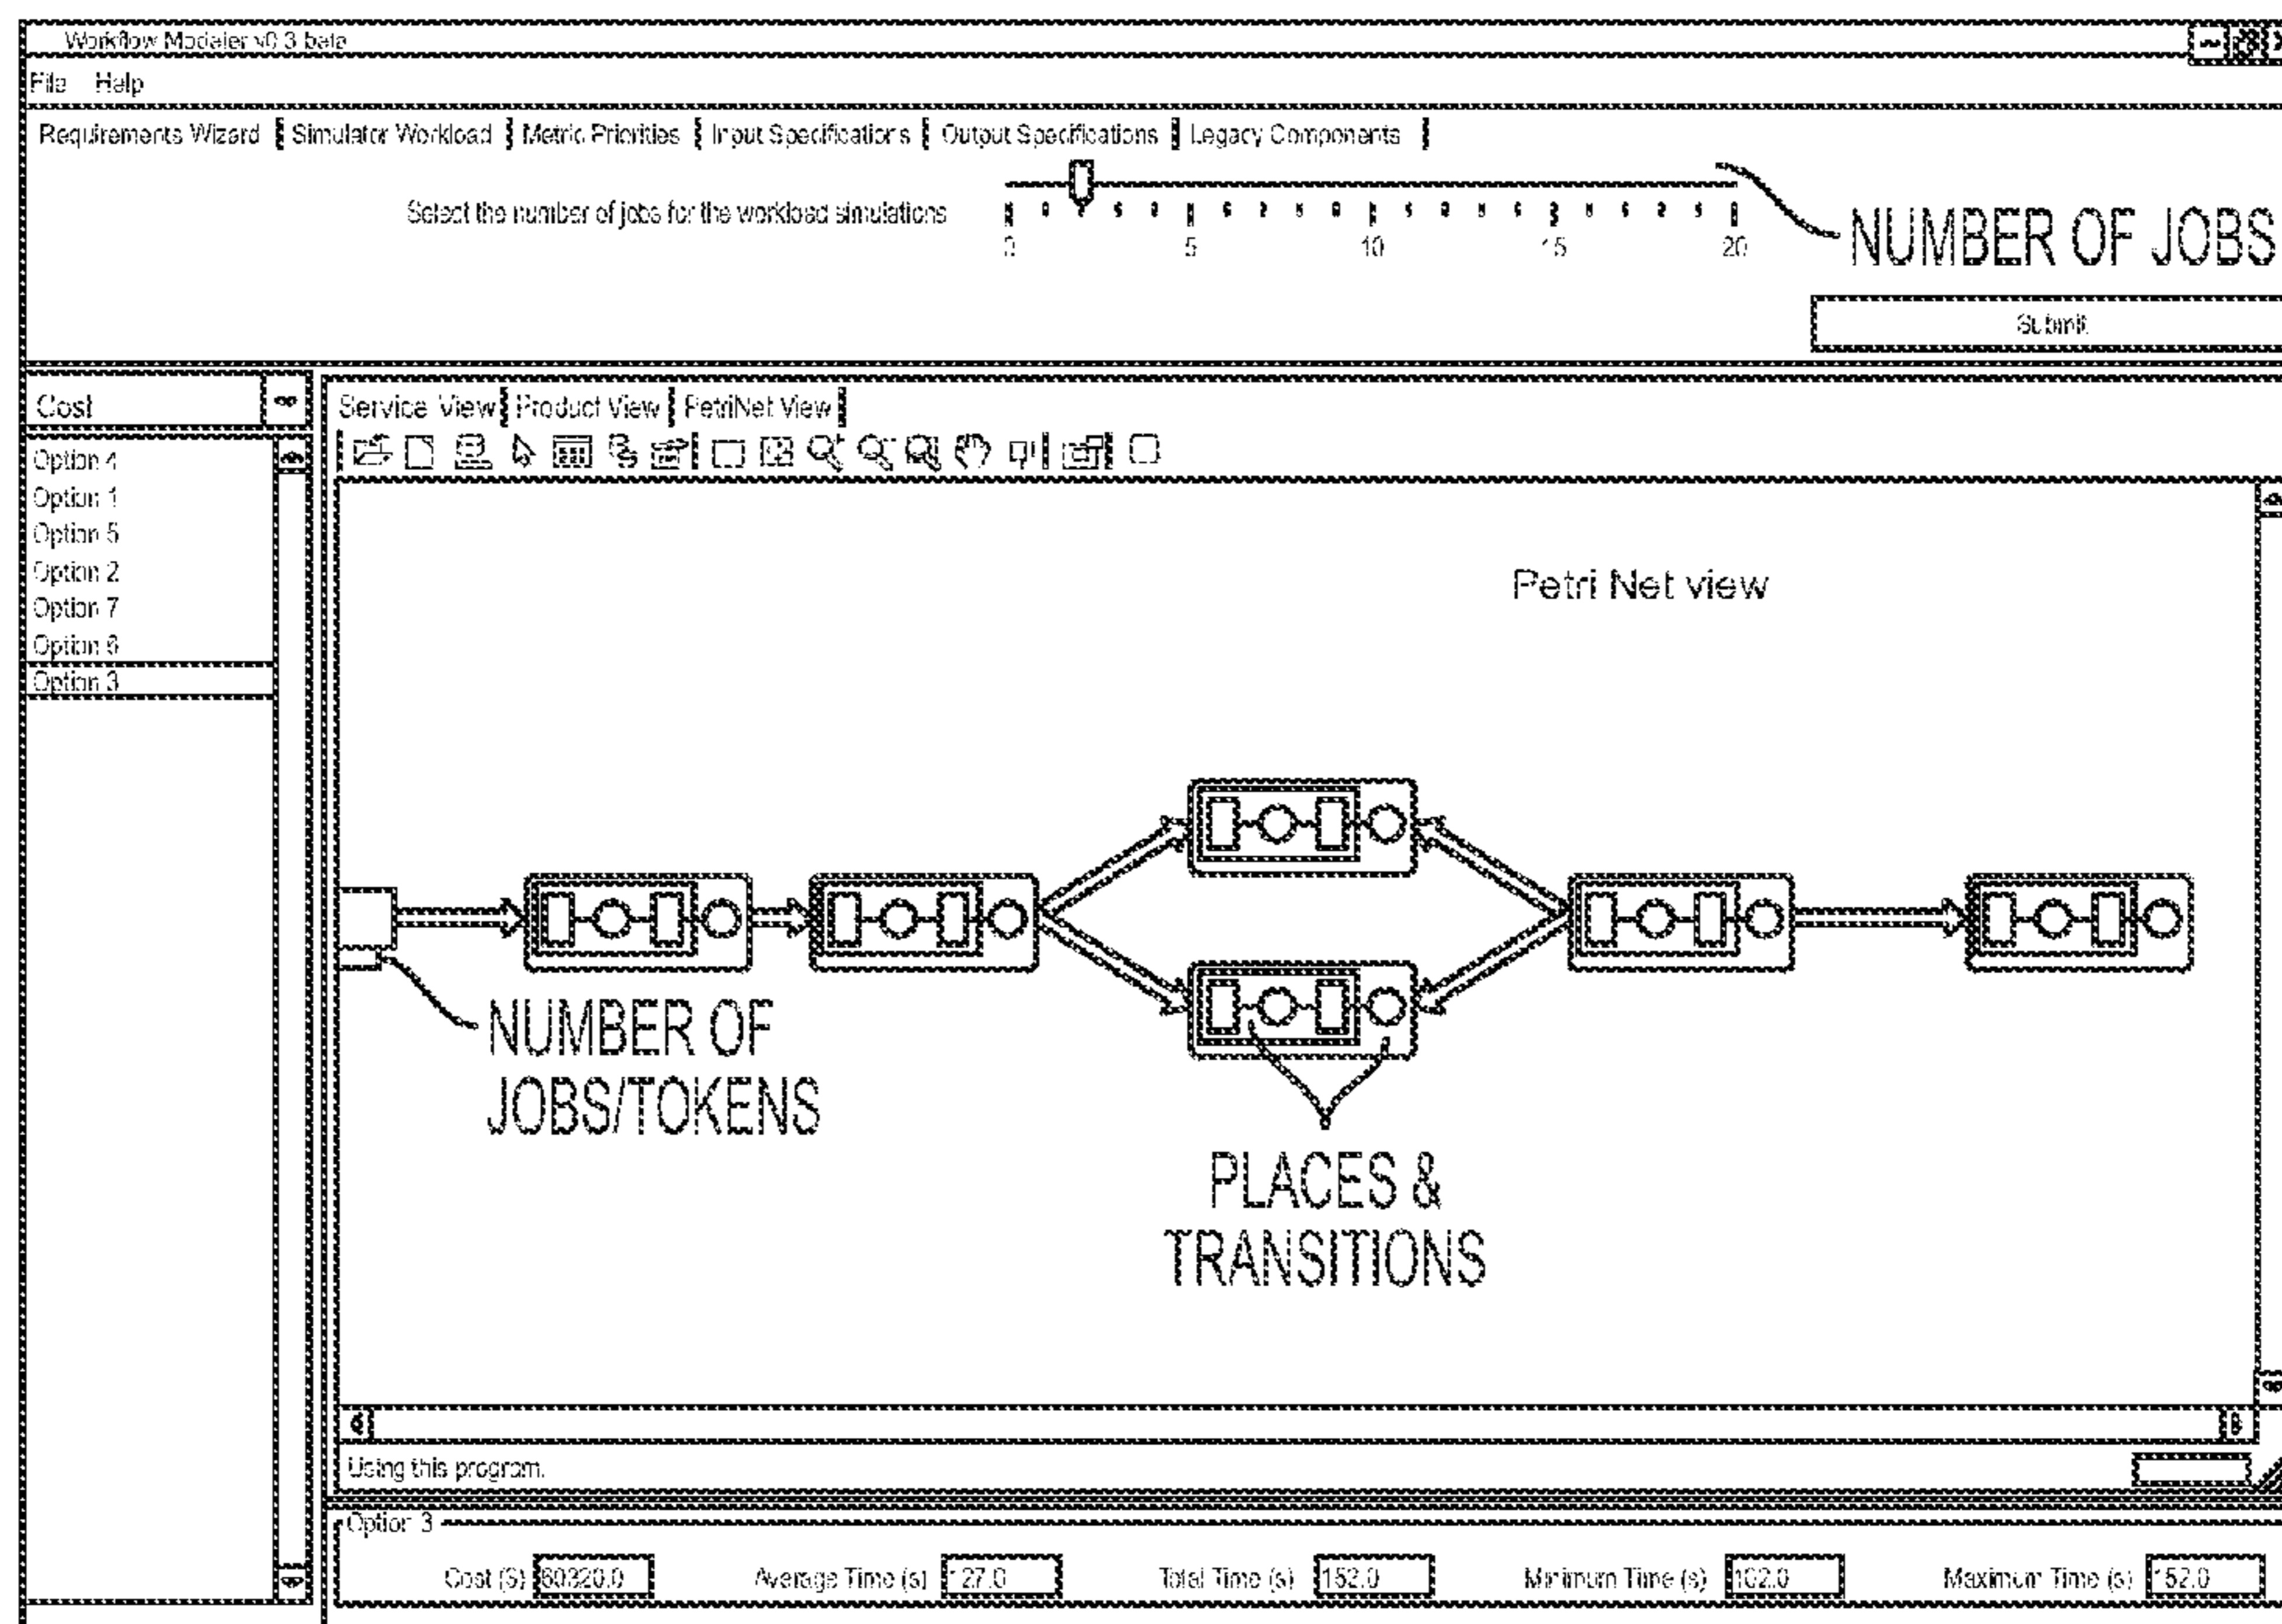 Workflow Modeler v0.3 beta
File Help
Requirements Wizard Simulator Workload Metric Priorities Input Specifications Output Specifications Legacy Components
Select the number of jobs for the workload simulations
0 5 10 15 20
NUMBER OF JOBS
Submit
Cost
Option 4
Option 1
Option 5
Option 2
Option 7
Option 6
Option 3
Service View Product View PetriNet View
Petri Net view
NUMBER OF
JOBS/TOKENS
PLACES &
TRANSITIONS
Using this program.
Option 3
Cost ($) 60320.0 Average Time (s) 127.0 Total Time (s) 152.0 Minimum Time (s) 102.0 Maximum Time (s) 152.0